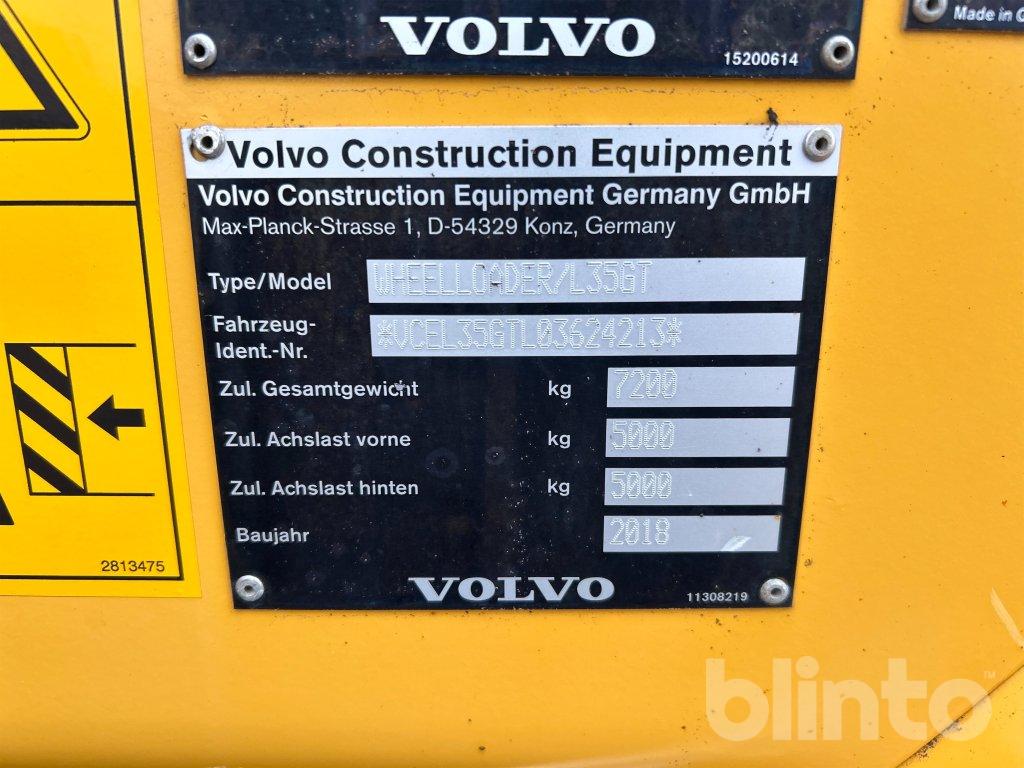 VOLVO
15200614
Made in G
Volvo Construction Equipment
Volvo Construction Equipment Germany GmbH
Max-Planck-Strasse 1, D-54329 Konz, Germany
Type/Model WHEELLOADER/L35GT
Fahrzeug-
Ident.-Nr. *VCEL35GTL03624213*
Zul. Gesamtgewicht kg 7200
Zul. Achslast vorne kg 5000
Zul. Achslast hinten kg 5000
Baujahr 2018
VOLVO 11308219
2813475
blinto™